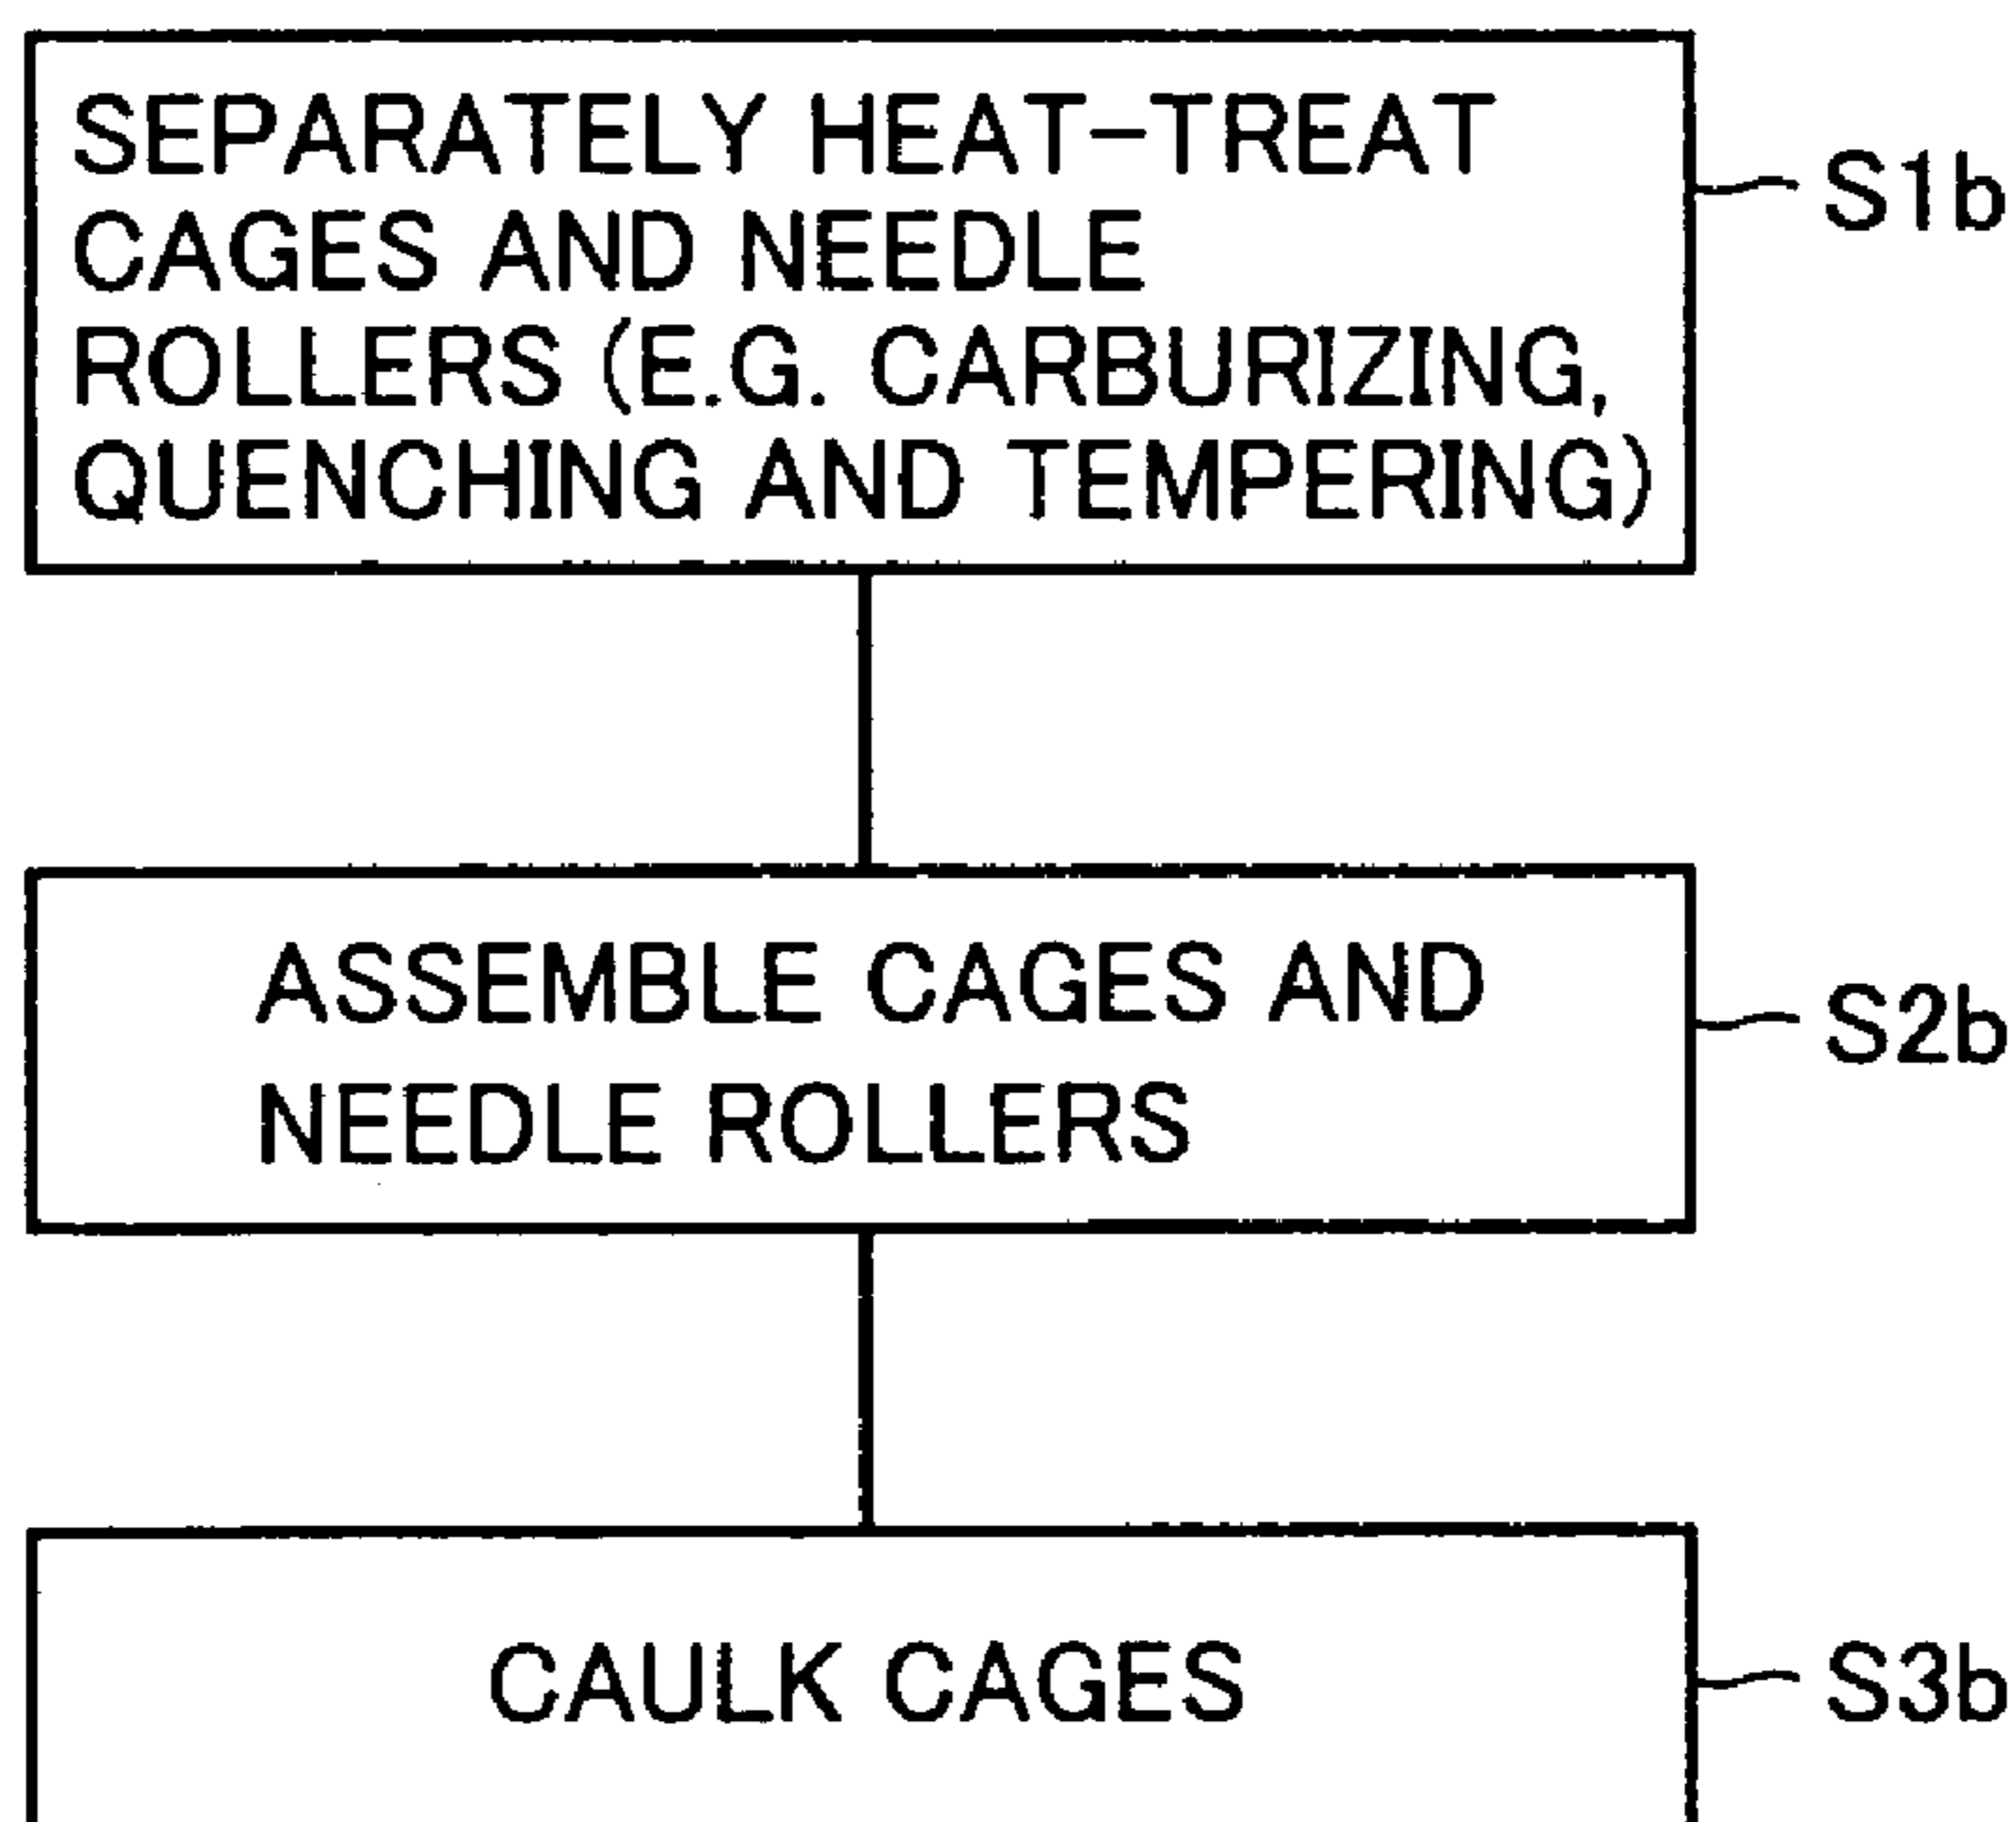 SEPARATELY HEAT-TREAT
CAGES AND NEEDLE
ROLLERS (E.G. CARBURIZING,
QUENCHING AND TEMPERING)
S1b
ASSEMBLE CAGES AND
NEEDLE ROLLERS
S2b
CAULK CAGES
S3b